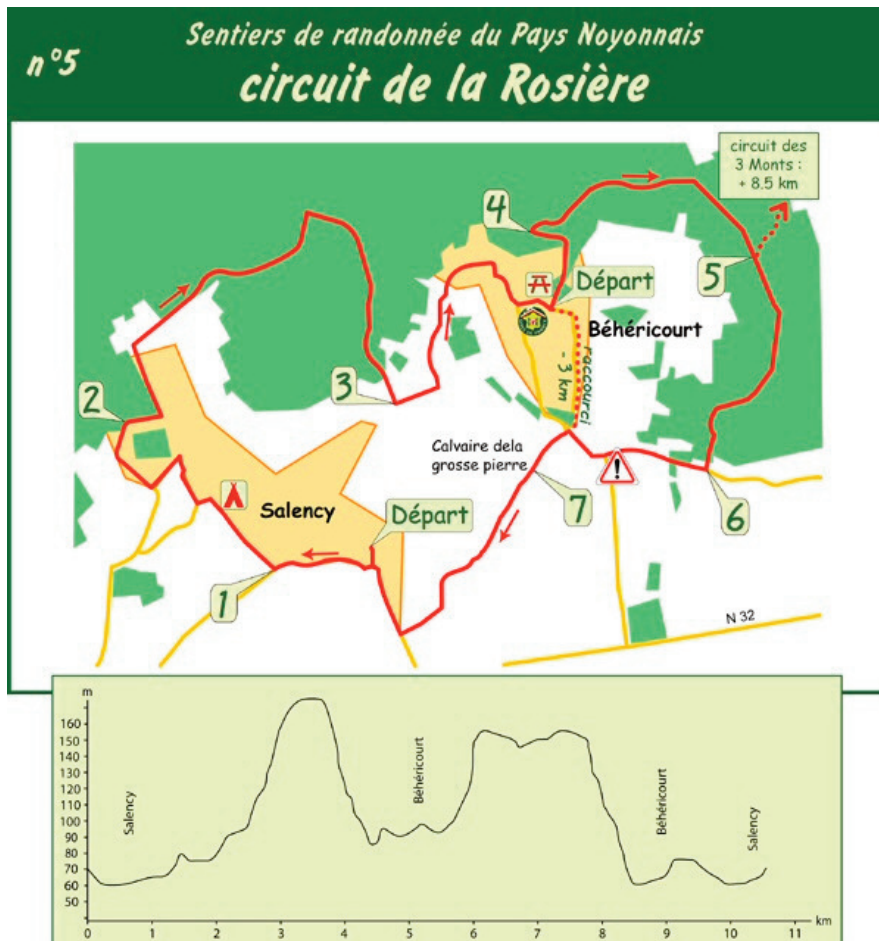 n°5
Sentiers de randonnée du Pays Noyonnais
circuit de la Rosière
circuit des
3 Monts :
+ 8.5 km
4
5
Départ
Béhéricourt
raccourci
- 3 km
3
2
Calvaire dela
grosse pierre
!
7
6
Salency
Départ
1
N 32
m
160
150
130
120
110
100
90
80
70
60
50
Salency
Béhéricourt
Béhéricourt
Salency
0 1 2 3 4 5 6 7 8 9 10 11
km